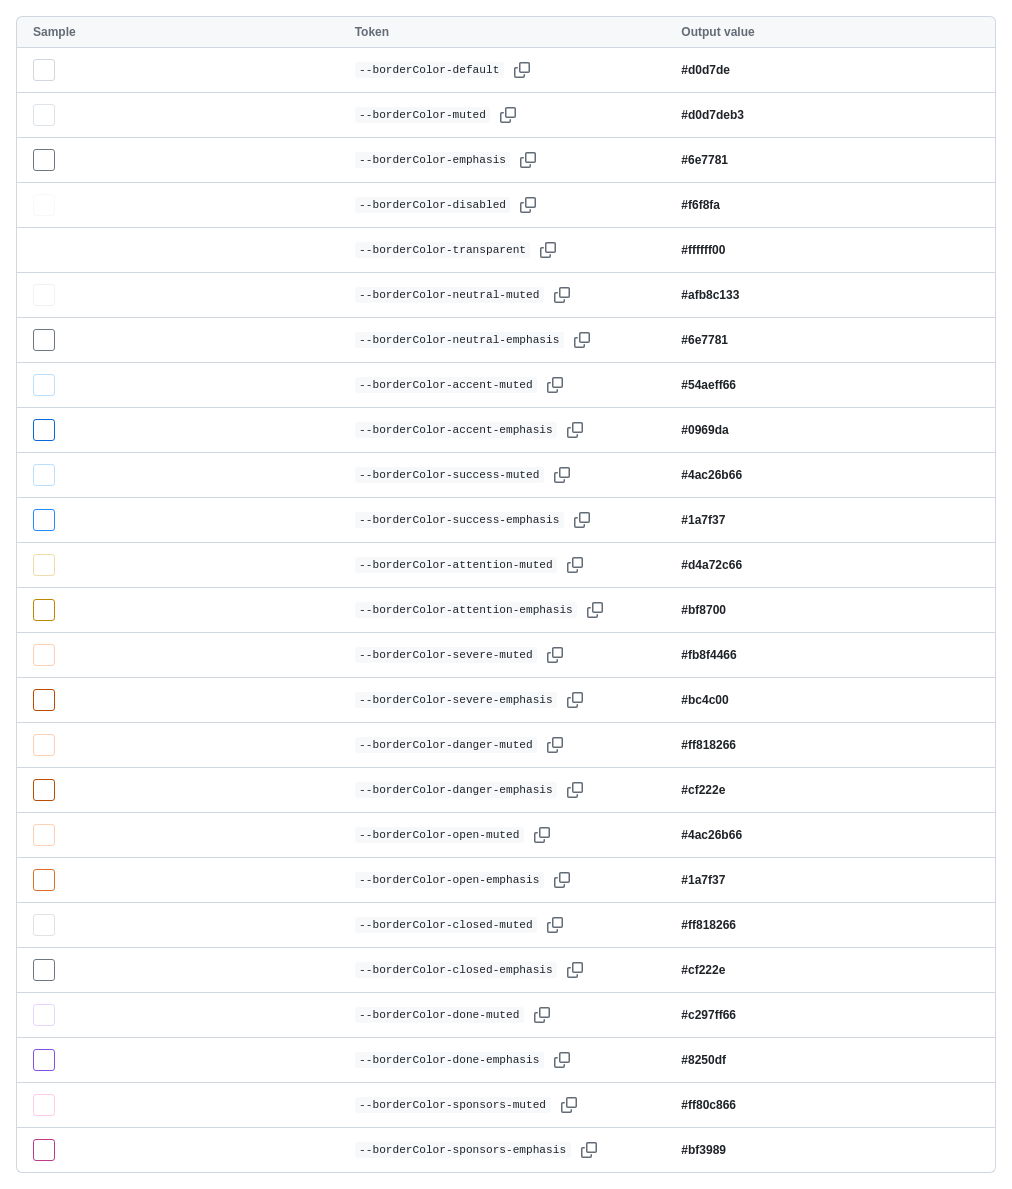 Sample Token Output value
--borderColor-default #d0d7de
--borderColor-muted #d0d7deb3
--borderColor-emphasis #6e7781
--borderColor-disabled #f6f8fa
--borderColor-transparent #ffffff00
--borderColor-neutral-muted #afb8c133
--borderColor-neutral-emphasis #6e7781
--borderColor-accent-muted #54aeff66
--borderColor-accent-emphasis #0969da
--borderColor-success-muted #4ac26b66
--borderColor-success-emphasis #1a7f37
--borderColor-attention-muted #d4a72c66
--borderColor-attention-emphasis #bf8700
--borderColor-severe-muted #fb8f4466
--borderColor-severe-emphasis #bc4c00
--borderColor-danger-muted #ff818266
--borderColor-danger-emphasis #cf222e
--borderColor-open-muted #4ac26b66
--borderColor-open-emphasis #1a7f37
--borderColor-closed-muted #ff818266
--borderColor-closed-emphasis #cf222e
--borderColor-done-muted #c297ff66
--borderColor-done-emphasis #8250df
--borderColor-sponsors-muted #ff80c866
--borderColor-sponsors-emphasis #bf3989